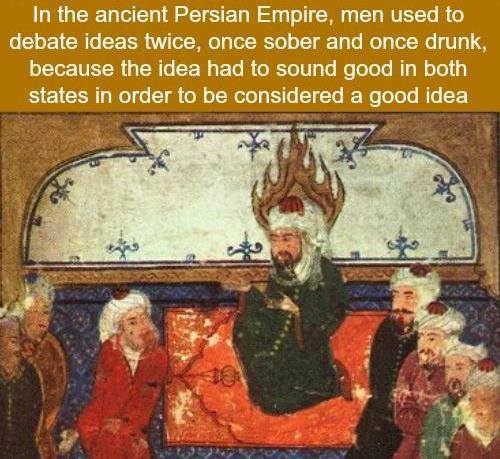 In the ancient Persian Empire, men used to
debate ideas twice, once sober and once drunk,
because the idea had to sound good in both
states in order to be considered a good idea